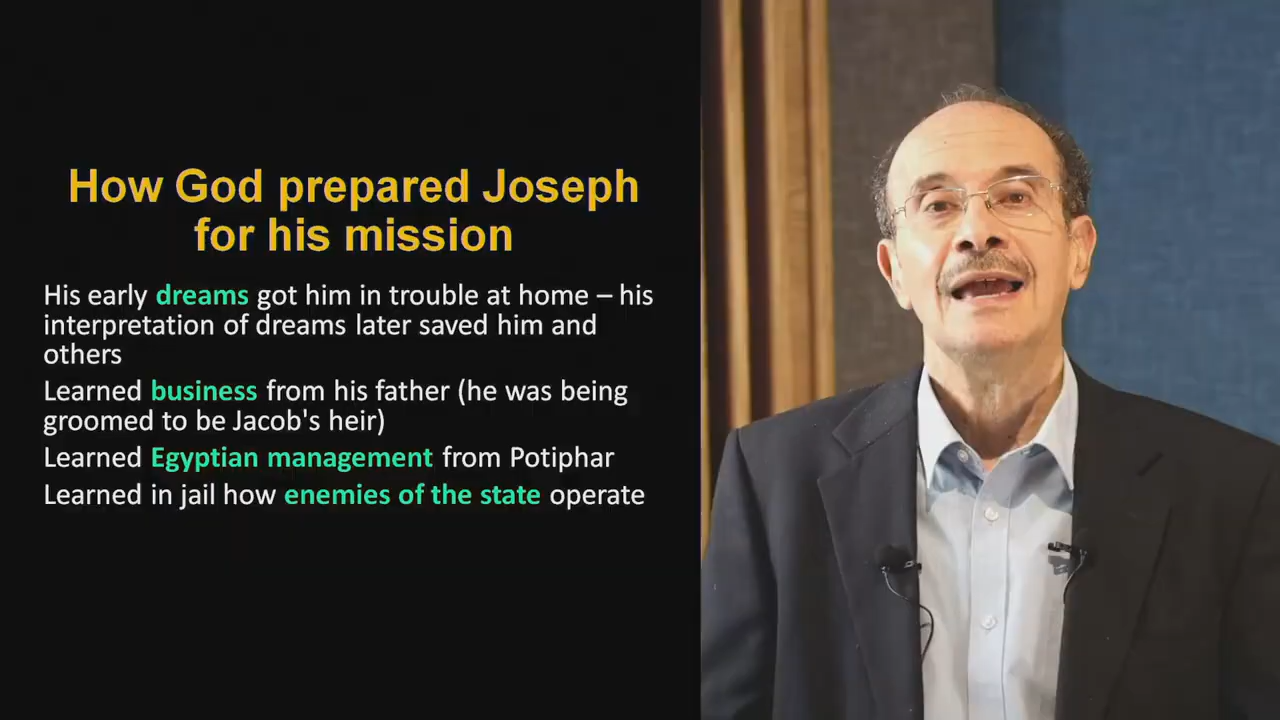 How God prepared Joseph
for his mission
His early dreams got him in trouble at home – his
interpretation of dreams later saved him and
others
Learned business from his father (he was being
groomed to be Jacob's heir)
Learned Egyptian management from Potiphar
Learned in jail how enemies of the state operate